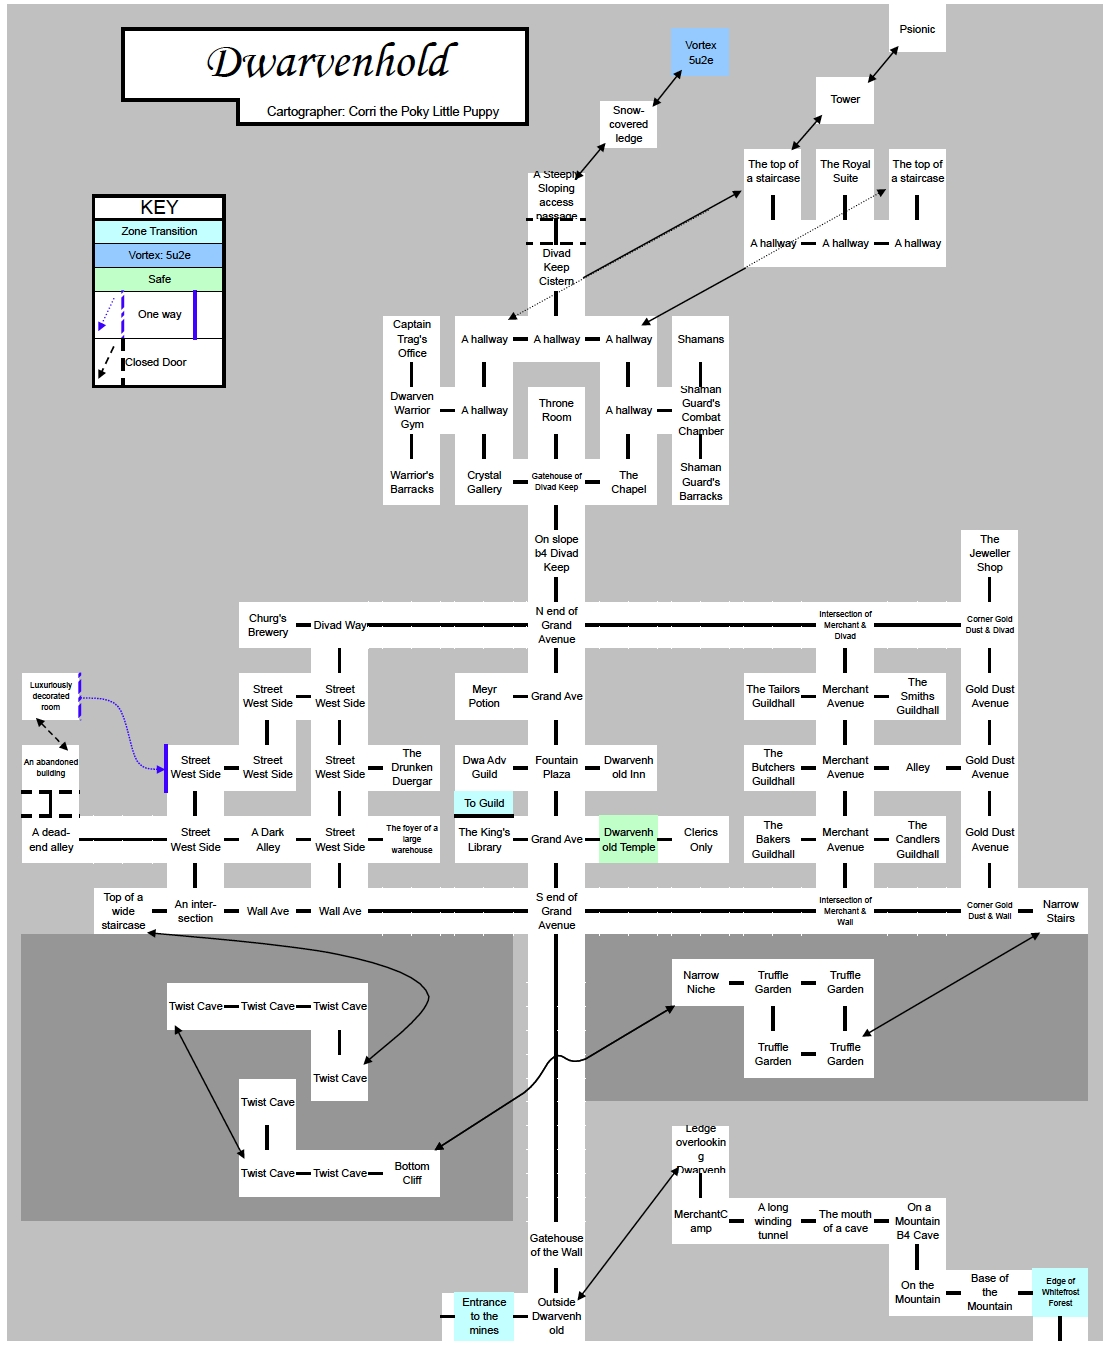 Dwarvenhold
Cartographer: Corri the Poky Little Puppy
KEY
Zone Transition
Vortex: 5u2e
Safe
One way
Closed Door
Psionic
Vortex
5u2e
Tower
Snow-
covered
ledge
The top of
a staircase
The Royal
Suite
The top of
a staircase
A Steeply
Sloping
access
passage
A hallway
A hallway
A hallway
Divad
Keep
Cistern
Captain
Trag's
Office
A hallway
A hallway
A hallway
Shamans
Dwarven
Warrior
Gym
A hallway
Throne
Room
A hallway
Shaman
Guard's
Combat
Chamber
Warrior's
Barracks
Crystal
Gallery
Gatehouse of
Divad Keep
The
Chapel
Shaman
Guard's
Barracks
On slope
b4 Divad
Keep
The
Jeweller
Shop
Churg's
Brewery
Divad Way
N end of
Grand
Avenue
Intersection of
Merchant &
Divad
Corner Gold
Dust & Divad
Luxuriously
decorated
room
Street
West Side
Street
West Side
Meyr
Potion
Grand Ave
The Tailors
Guildhall
Merchant
Avenue
The
Smiths
Guildhall
Gold Dust
Avenue
An abandoned
building
Street
West Side
Street
West Side
Street
West Side
The
Drunken
Duergar
Dwa Adv
Guild
Fountain
Plaza
Dwarvenh
old Inn
The
Butchers
Guildhall
Merchant
Avenue
Alley
Gold Dust
Avenue
To Guild
A dead-
end alley
Street
West Side
A Dark
Alley
Street
West Side
The foyer of a
large
warehouse
The King's
Library
Grand Ave
Dwarvenh
old Temple
Clerics
Only
The
Bakers
Guildhall
Merchant
Avenue
The
Candlers
Guildhall
Gold Dust
Avenue
Top of a
wide
staircase
An inter-
section
Wall Ave
Wall Ave
S end of
Grand
Avenue
Intersection of
Merchant &
Wall
Corner Gold
Dust & Wall
Narrow
Stairs
Narrow
Niche
Truffle
Garden
Truffle
Garden
Twist Cave
Twist Cave
Twist Cave
Truffle
Garden
Truffle
Garden
Twist Cave
Twist Cave
Twist Cave
Twist Cave
Bottom
Cliff
Ledge
overlookin
g
Dwarvenh
MerchantC
amp
A long
winding
tunnel
The mouth
of a cave
On a
Mountain
B4 Cave
Gatehouse
of the Wall
On the
Mountain
Base of
the
Mountain
Edge of
Whitefrost
Forest
Entrance
to the
mines
Outside
Dwarvenh
old